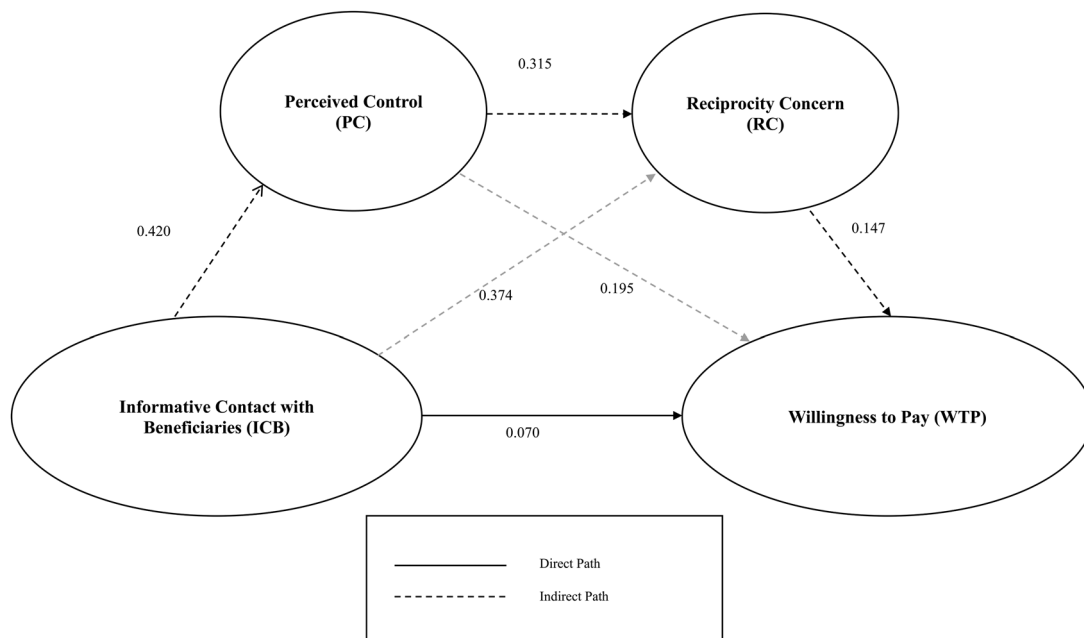 0.315
Perceived Control
(PC)
Reciprocity Concern
(RC)
0.420
0.147
0.374
0.195
Informative Contact with
Beneficiaries (ICB)
Willingness to Pay (WTP)
0.070
Direct Path
Indirect Path